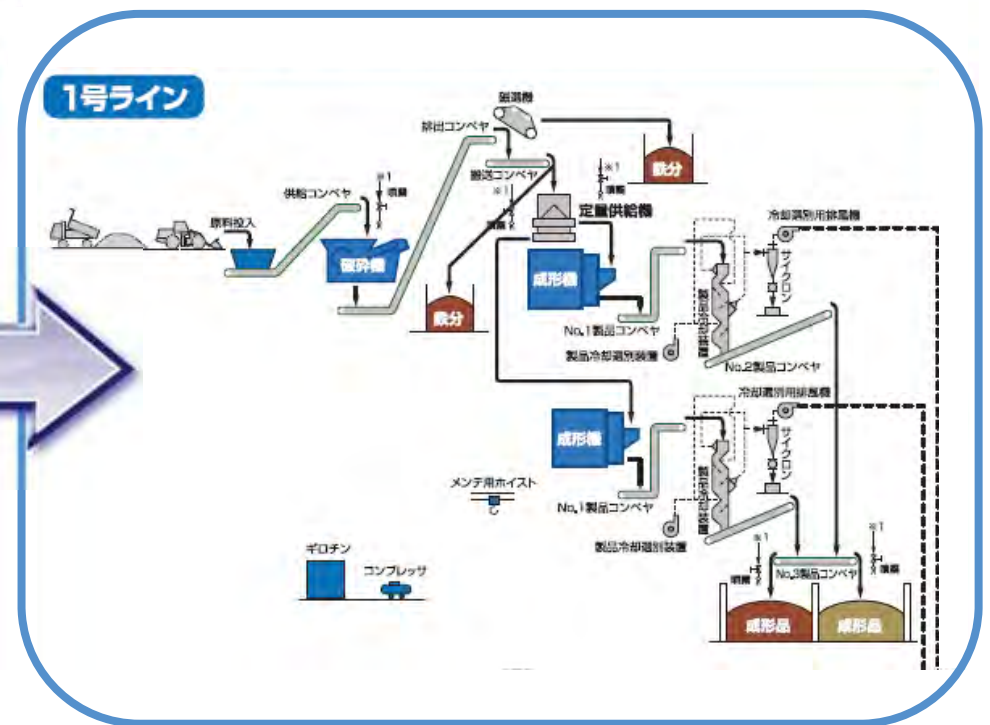 1号ライン
磁選機
排出コンベヤ
搬送コンベヤ
鉄分
※1
噴霧
供給コンベヤ
※1
噴霧
※1
噴霧
定量供給機
原料投入
破砕機
成形機
鉄分
冷却選別用排風機
サイクロン
No.1製品コンベヤ
製品冷却選別装置
No.2製品コンベヤ
冷却選別用排風機
成形機
サイクロン
メンテ用ホイスト
No.1製品コンベヤ
製品冷却選別装置
※1
噴霧
※1
噴霧
No.3製品コンベヤ
ギロチン
コンプレッサ
成形品
成形品